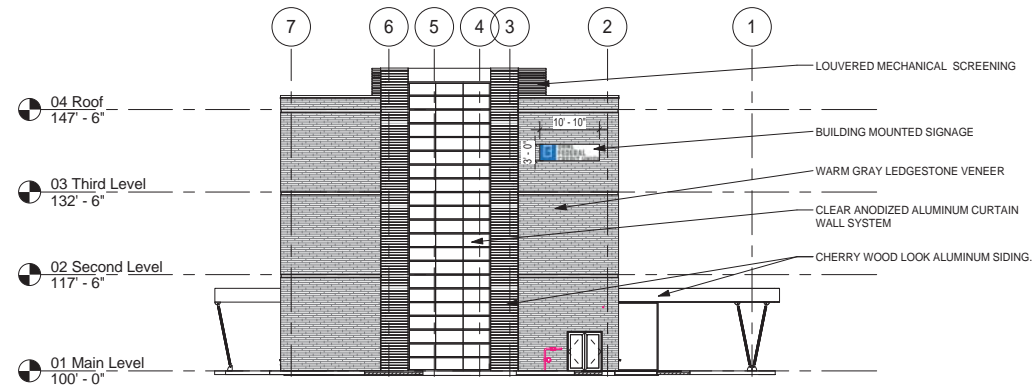 7 6 5 4 3 2 1
LOUVERED MECHANICAL SCREENING
04 Roof
147' - 6"
10' - 10"
3' - 0"
BUILDING MOUNTED SIGNAGE
WARM GRAY LEDGESTONE VENEER
03 Third Level
132' - 6"
CLEAR ANODIZED ALUMINUM CURTAIN
WALL SYSTEM
CHERRY WOOD LOOK ALUMINUM SIDING.
02 Second Level
117' - 6"
01 Main Level
100' - 0"